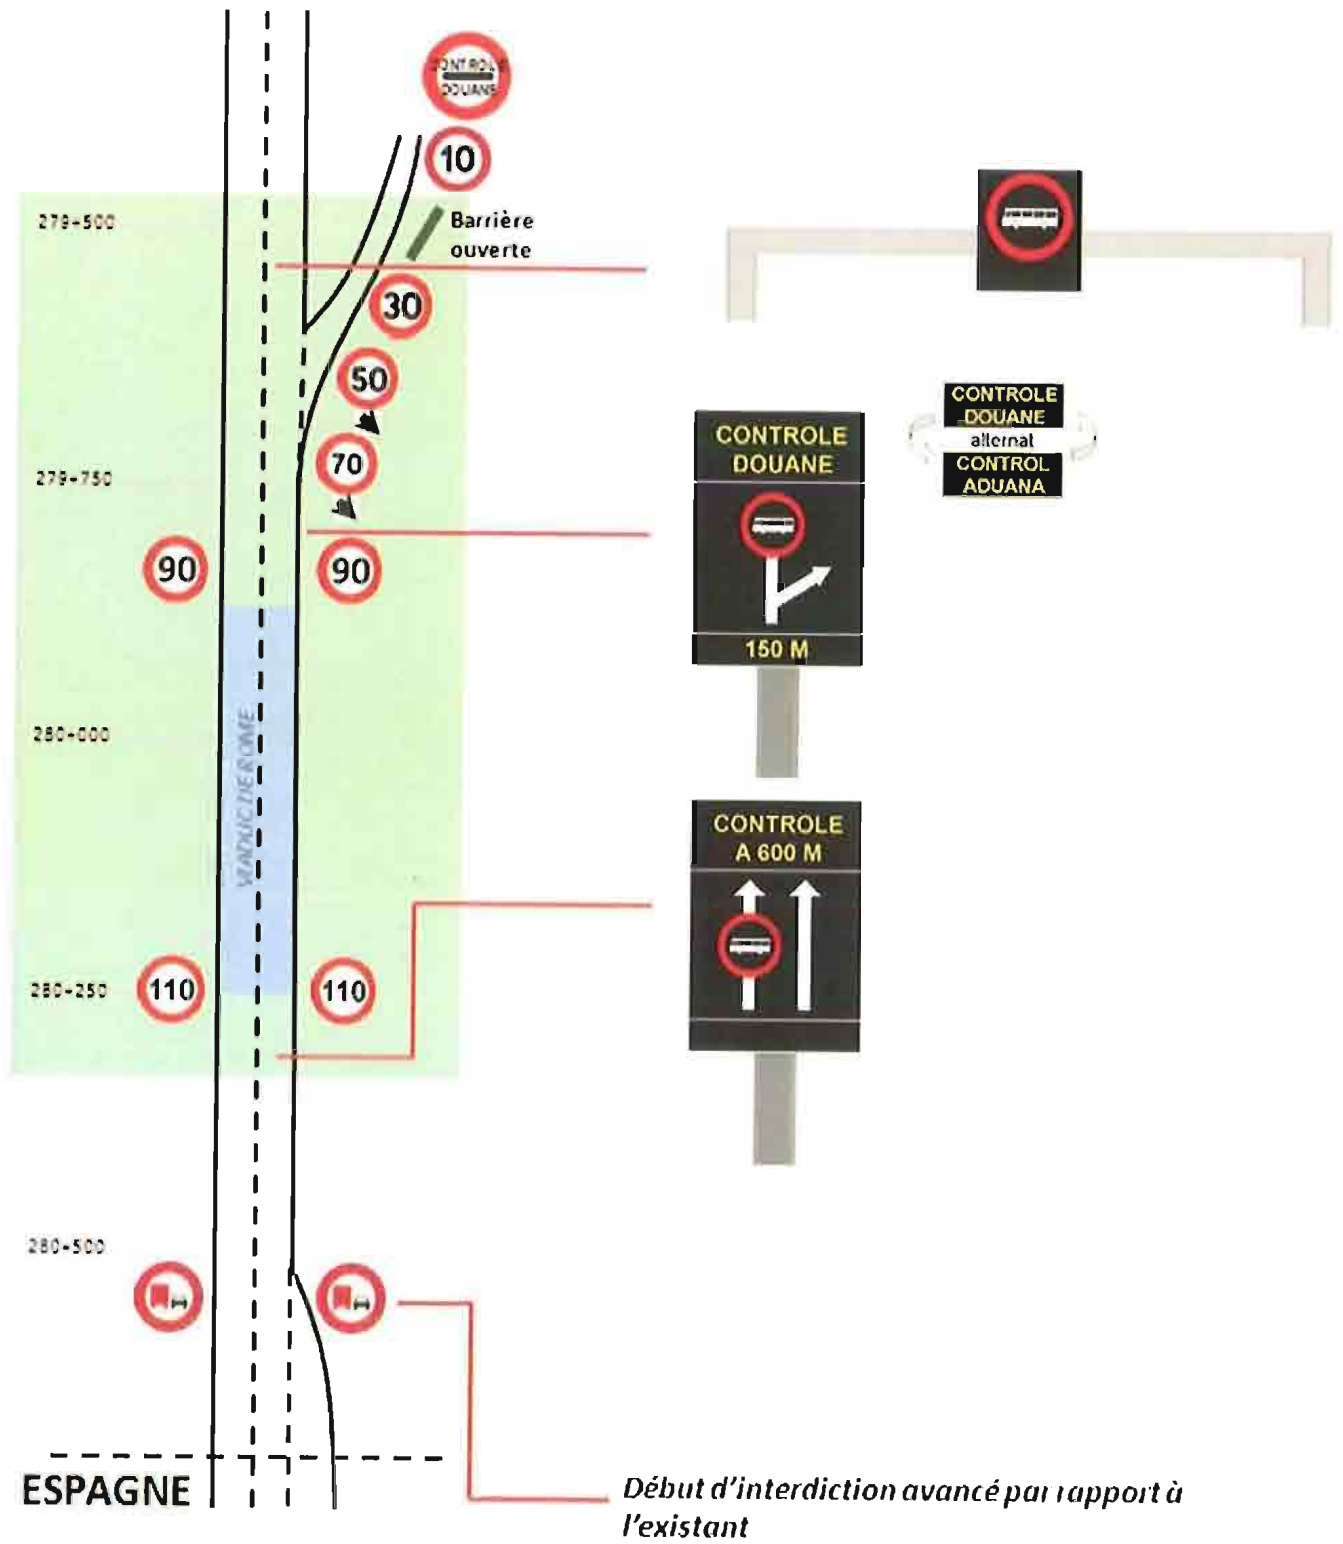 CONTROLE
DOUANE
10
279+500
Barrière
ouverte
30
50
CONTROLE
DOUANE
alternat
CONTROL
ADUANA
CONTROLE
DOUANE
70
279+750
90
90
150 M
280+000
VIADUC DE ROME
CONTROLE
A 600 M
280+250
110
110
280+500
ESPAGNE
Début d'interdiction avancé par rapport à
l'existant